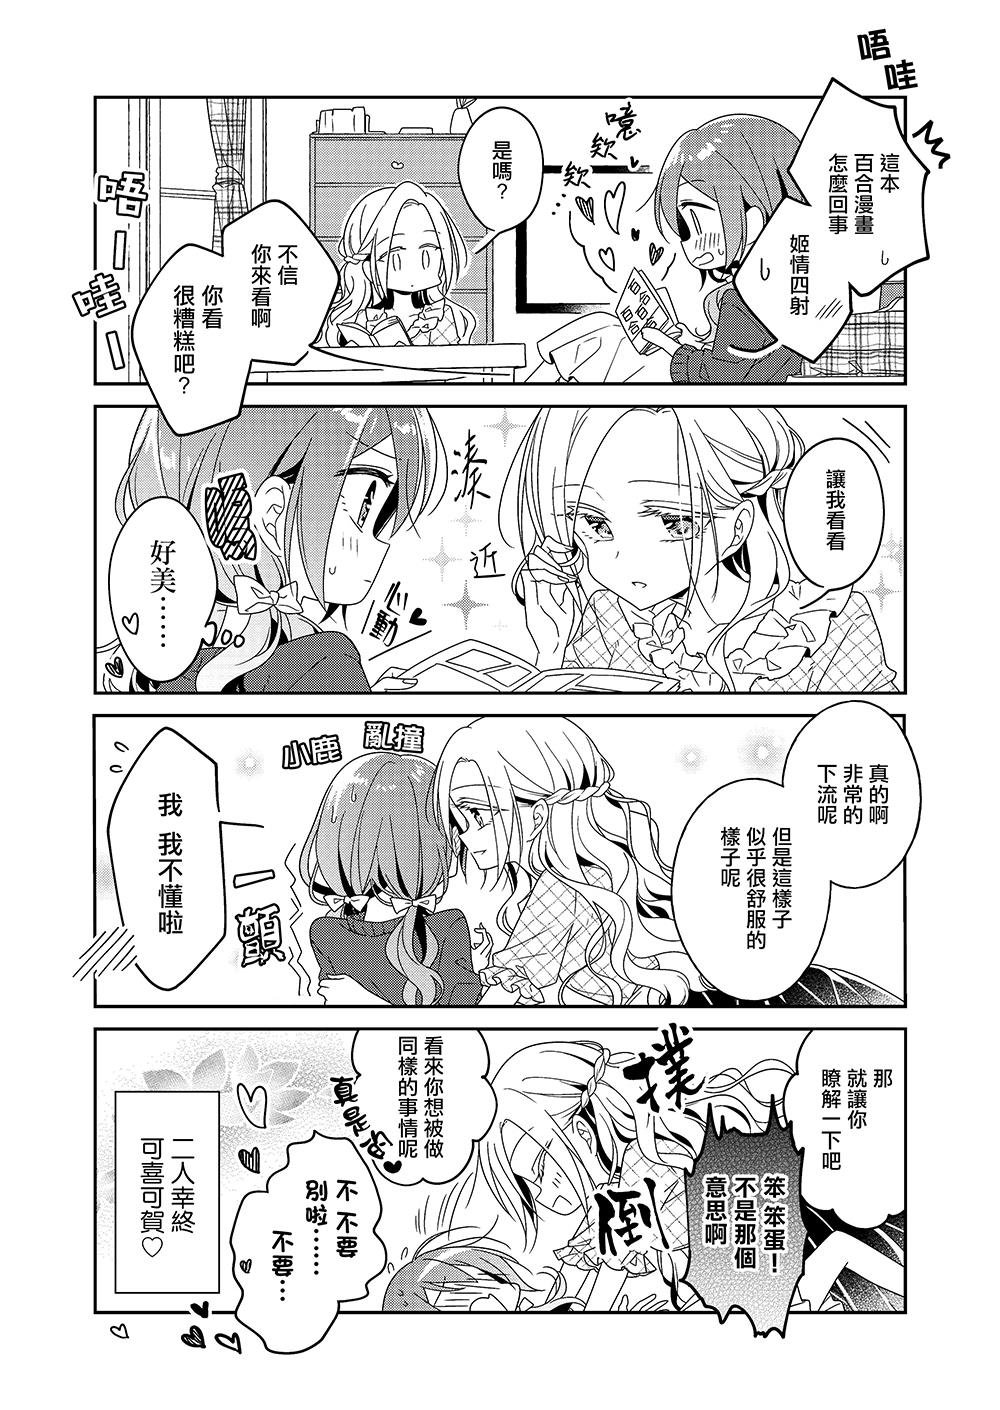 唔哇
這本
百合漫畫
怎麼回事
姬情四射
噫
欸
欸
…
是嗎？
唔——哇——
不信
你來看啊
你看
很糟糕吧？
讓我看看
湊近
心動
好美……
真的啊
非常的
下流呢
但是這樣子
似乎很舒服的
樣子呢
小鹿
亂撞
一顫
我 我不懂啦
那
就讓你
瞭解一下吧
笨 笨蛋！
不是那個
意思啊
撲倒
看來你想被做
同樣的事情呢
真是的
不 不要
別啦……
不要…
二人幸終
可喜可賀♡